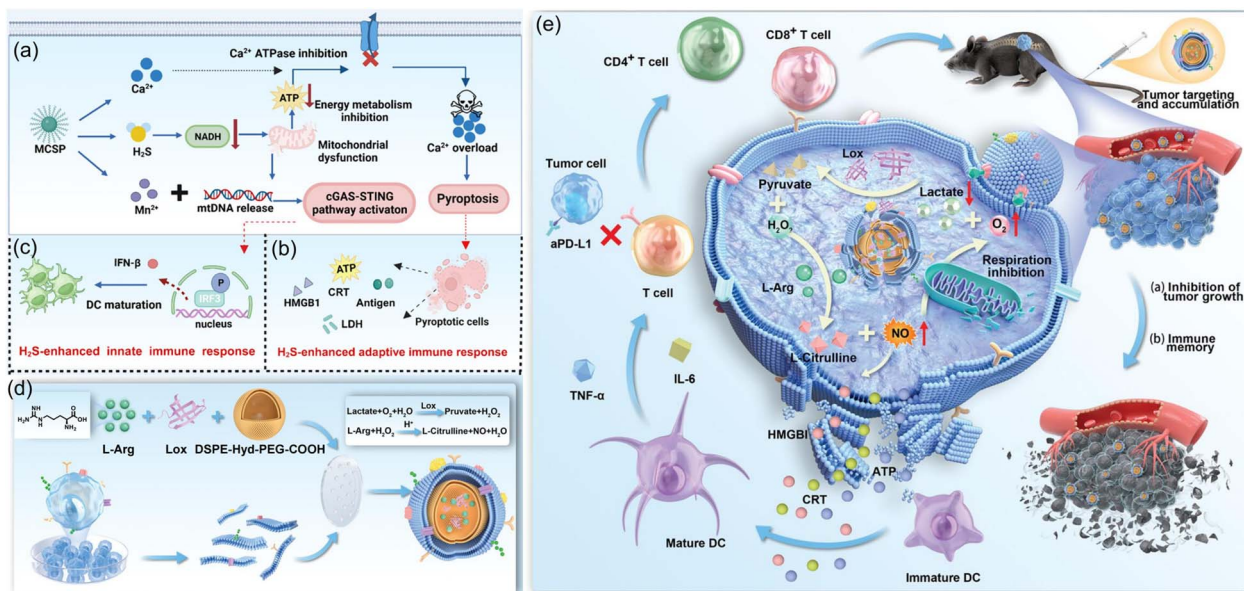 (a)
Ca²⁺ ATPase inhibition
Ca²⁺
ATP
Energy metabolism
inhibition
MCSP
H₂S
NADH
Mitochondrial
dysfunction
Ca²⁺ overload
Mn²⁺
+
mtDNA release
cGAS-STING
pathway activaton
Pyroptosis
(c)
IFN-β
DC maturation
P
IRF3
nucleus
H₂S-enhanced innate immune response
(b)
ATP
CRT
HMGB1
Antigen
LDH
Pyroptotic cells
H₂S-enhanced adaptive immune response
(d)
L-Arg
Lox
DSPE-Hyd-PEG-COOH
NH
H₂N
N
H
O
OH
NH₂
Lox
Lactate+O₂+H₂O
Pruvate+H₂O₂
H⁺
L-Arg+H₂O₂
L-Citrulline+NO+H₂O
(e)
CD4⁺ T cell
CD8⁺ T cell
Tumor targeting
and accumulation
Tumor cell
aPD-L1
T cell
Lox
Pyruvate
Lactate
+
H₂O₂
+
O₂
L-Arg
Respiration
inhibition
+
NO
L-Citrulline
(a) Inhibition of
tumor growth
(b) Immune
memory
TNF-α
IL-6
HMGBI
ATP
CRT
Mature DC
Immature DC